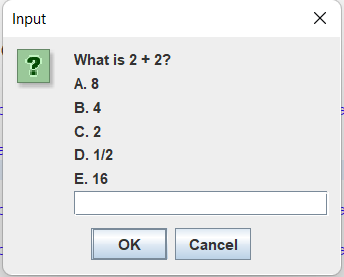 Input
What is 2 + 2?
A. 8
B. 4
C. 2
D. 1/2
E. 16
OK Cancel